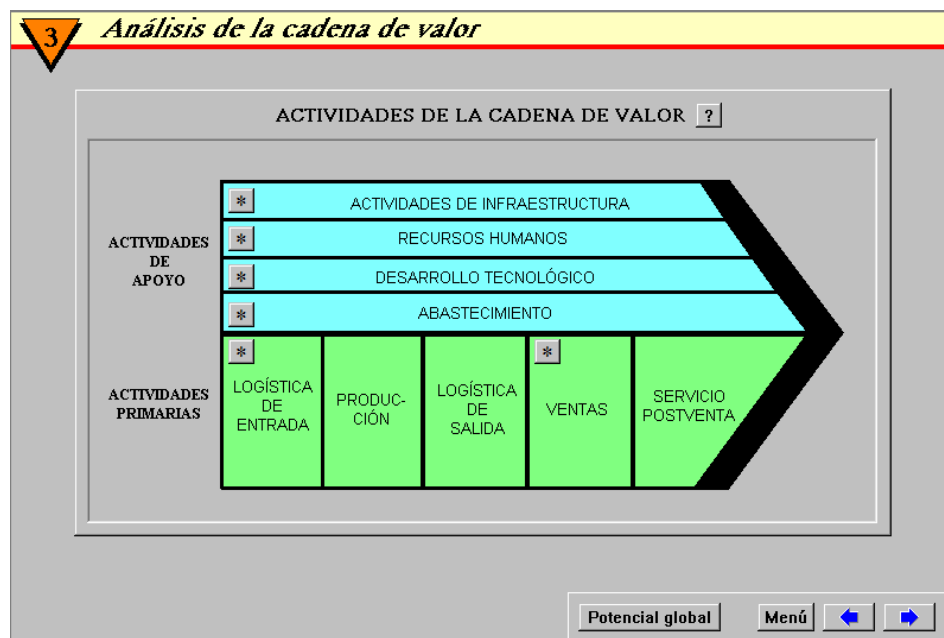 3
Análisis de la cadena de valor
ACTIVIDADES DE LA CADENA DE VALOR ?
ACTIVIDADES
DE
APOYO
* ACTIVIDADES DE INFRAESTRUCTURA
* RECURSOS HUMANOS
* DESARROLLO TECNOLÓGICO
* ABASTECIMIENTO
ACTIVIDADES
PRIMARIAS
*
LOGÍSTICA
DE
ENTRADA
PRODUC-
CIÓN
LOGÍSTICA
DE
SALIDA
*
VENTAS
SERVICIO
POSTVENTA
Potencial global
Menú